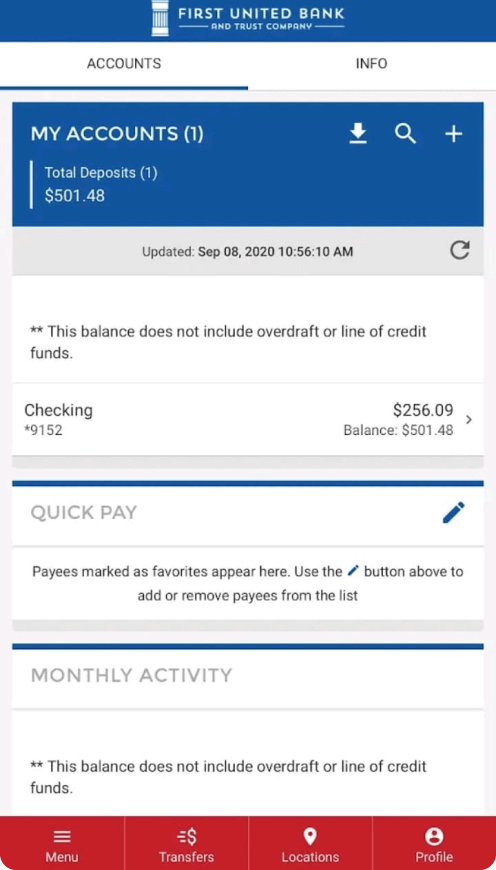 FIRST UNITED BANK
AND TRUST COMPANY
ACCOUNTS
INFO
MY ACCOUNTS (1)
Total Deposits (1)
$501.48
Updated: Sep 08, 2020 10:56:10 AM
** This balance does not include overdraft or line of credit
funds.
Checking
$256.09
*9152
Balance: $501.48
QUICK PAY
Payees marked as favorites appear here. Use the button above to
add or remove payees from the list
MONTHLY ACTIVITY
** This balance does not include overdraft or line of credit
funds.
Menu
Transfers
Locations
Profile